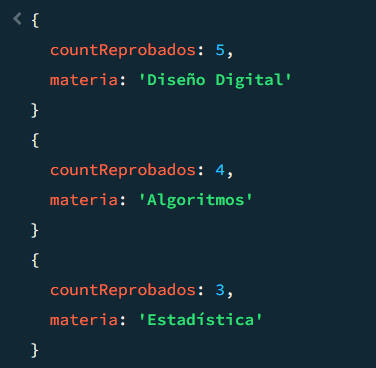 {
countReprobados: 5,
materia: 'Diseño Digital'
}
{
countReprobados: 4,
materia: 'Algoritmos'
}
{
countReprobados: 3,
materia: 'Estadística'
}